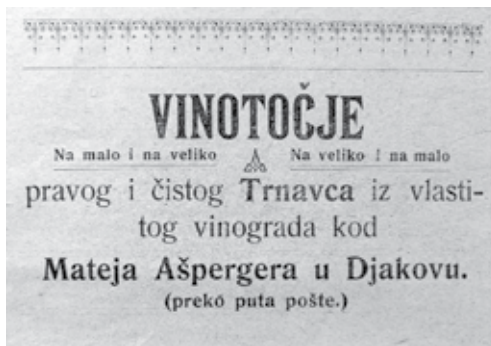 VINOTOČJE
Na malo i na veliko Na veliko i na malo
pravog i čistog Trnavca iz vlasti-
tog vinograda kod
Mateja Ašpergera u Djakovu.
(preko puta pošte.)